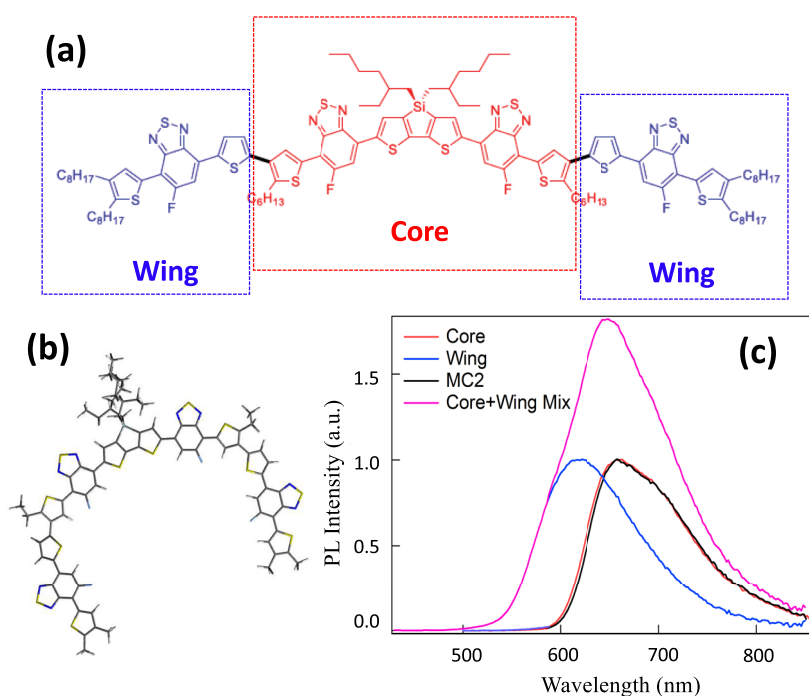 (a)
N S N
N S N
Si
N S N
N S N
C8H17
C8H17
S
F
S
S
C6H13
F
S
S
F
S
C6H13
S
F
S
C8H17
C8H17
Wing
Core
Wing
(b)
(c)
Core
Wing
MC2
Core+Wing Mix
PL Intensity (a.u.)
1.5
1.0
0.5
0.0
500 600 700 800
Wavelength (nm)